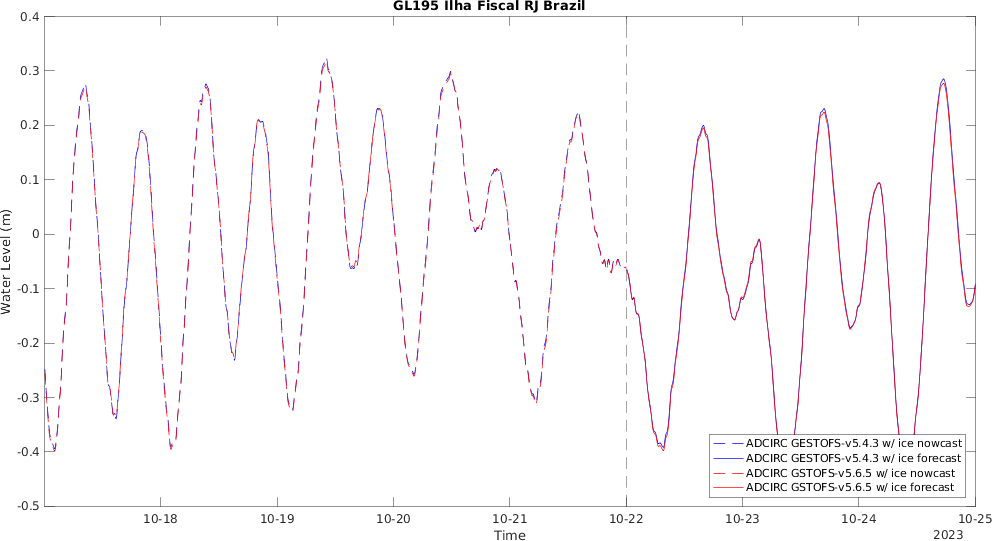 GL195 Ilha Fiscal RJ Brazil
0.4
0.3
0.2
0.1
0
-0.1
-0.2
-0.3
-0.4
-0.5
Water Level (m)
ADCIRC GESTOFS-v5.4.3 w/ ice nowcast
ADCIRC GESTOFS-v5.4.3 w/ ice forecast
ADCIRC GSTOFS-v5.6.5 w/ ice nowcast
ADCIRC GSTOFS-v5.6.5 w/ ice forecast
10-18 10-19 10-20 10-21 10-22 10-23 10-24 10-25
Time
2023